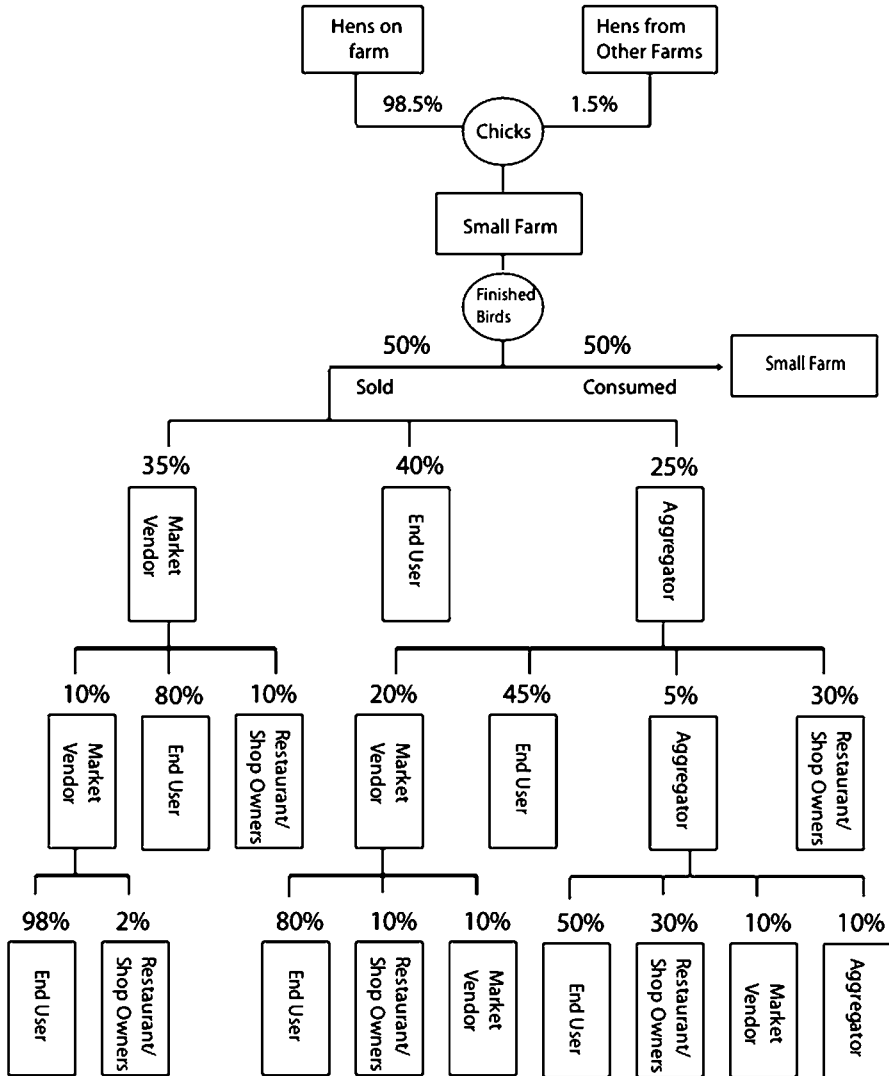 Hens on
farm
Hens from
Other Farms
98.5%
1.5%
Chicks
Small Farm
Finished
Birds
50%
50%
Sold
Consumed
Small Farm
35%
40%
25%
Market
Vendor
End User
Aggregator
10%
80%
10%
20%
45%
5%
30%
Market
Vendor
End User
Restaurant/
Shop Owners
Market
Vendor
End User
Aggregator
Restaurant/
Shop Owners
98%
2%
80%
10%
10%
50%
30%
10%
10%
End User
Restaurant/
Shop Owners
End User
Restaurant/
Shop Owners
Market
Vendor
End User
Restaurant/
Shop Owners
Market
Vendor
Aggregator